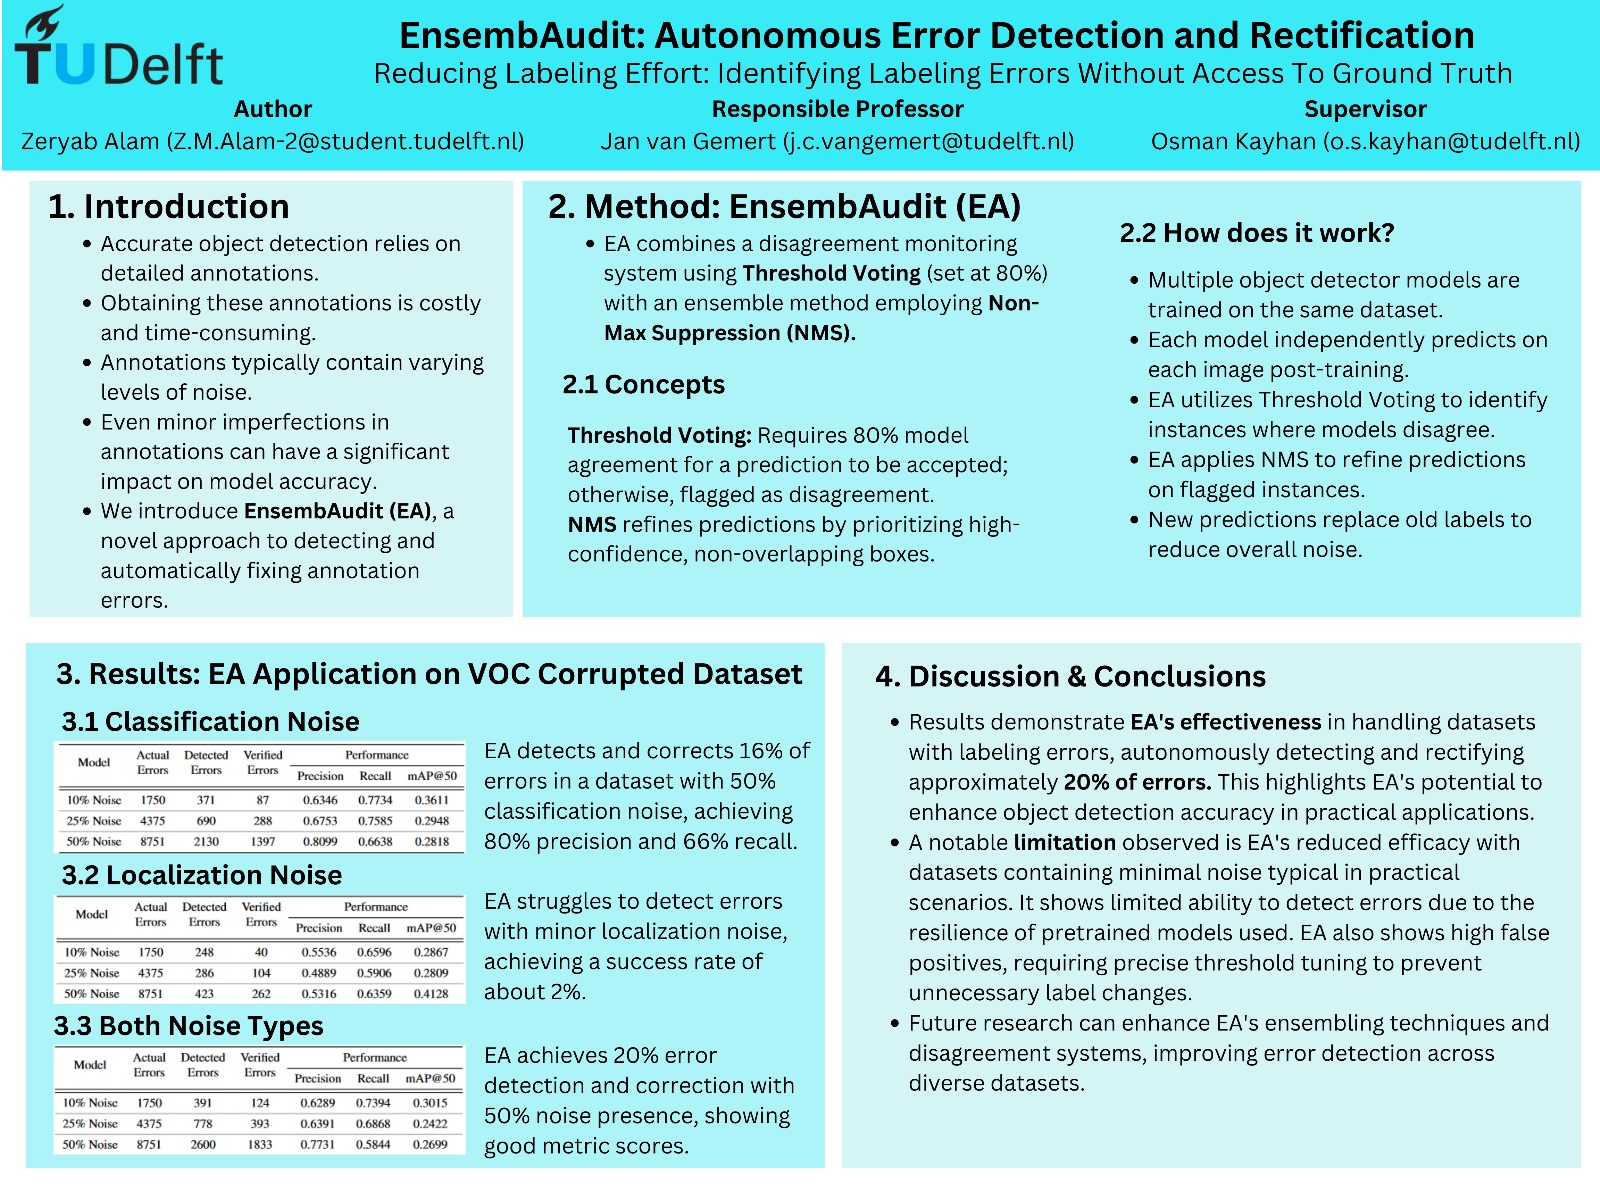 TUDelft
EnsembAudit: Autonomous Error Detection and Rectification
Reducing Labeling Effort: Identifying Labeling Errors Without Access To Ground Truth
Author
Zeryab Alam (Z.M.Alam-2@student.tudelft.nl)
Responsible Professor
Jan van Gemert (j.c.vangemert@tudelft.nl)
Supervisor
Osman Kayhan (o.s.kayhan@tudelft.nl)
1. Introduction
• Accurate object detection relies on
detailed annotations.
• Obtaining these annotations is costly
and time-consuming.
• Annotations typically contain varying
levels of noise.
• Even minor imperfections in
annotations can have a significant
impact on model accuracy.
• We introduce EnsembAudit (EA), a
novel approach to detecting and
automatically fixing annotation
errors.
2. Method: EnsembAudit (EA)
• EA combines a disagreement monitoring
system using Threshold Voting (set at 80%)
with an ensemble method employing Non-
Max Suppression (NMS).
2.1 Concepts
Threshold Voting: Requires 80% model
agreement for a prediction to be accepted;
otherwise, flagged as disagreement.
NMS refines predictions by prioritizing high-
confidence, non-overlapping boxes.
2.2 How does it work?
• Multiple object detector models are
trained on the same dataset.
• Each model independently predicts on
each image post-training.
• EA utilizes Threshold Voting to identify
instances where models disagree.
• EA applies NMS to refine predictions
on flagged instances.
• New predictions replace old labels to
reduce overall noise.
3. Results: EA Application on VOC Corrupted Dataset
3.1 Classification Noise
Model Actual Errors Detected Errors Verified Errors Performance
Precision Recall mAP@50
10% Noise 1750 371 87 0.6346 0.7734 0.3611
25% Noise 4375 690 288 0.6753 0.7585 0.2948
50% Noise 8751 2130 1397 0.8099 0.6638 0.2818
EA detects and corrects 16% of
errors in a dataset with 50%
classification noise, achieving
80% precision and 66% recall.
3.2 Localization Noise
Model Actual Errors Detected Errors Verified Errors Performance
Precision Recall mAP@50
10% Noise 1750 248 40 0.5536 0.6596 0.2867
25% Noise 4375 286 104 0.4889 0.5906 0.2809
50% Noise 8751 423 262 0.5316 0.6359 0.4128
EA struggles to detect errors
with minor localization noise,
achieving a success rate of
about 2%.
3.3 Both Noise Types
Model Actual Errors Detected Errors Verified Errors Performance
Precision Recall mAP@50
10% Noise 1750 391 124 0.6289 0.7394 0.3015
25% Noise 4375 778 393 0.6391 0.6868 0.2422
50% Noise 8751 2600 1833 0.7731 0.5844 0.2699
EA achieves 20% error
detection and correction with
50% noise presence, showing
good metric scores.
4. Discussion & Conclusions
• Results demonstrate EA's effectiveness in handling datasets
with labeling errors, autonomously detecting and rectifying
approximately 20% of errors. This highlights EA's potential to
enhance object detection accuracy in practical applications.
• A notable limitation observed is EA's reduced efficacy with
datasets containing minimal noise typical in practical
scenarios. It shows limited ability to detect errors due to the
resilience of pretrained models used. EA also shows high false
positives, requiring precise threshold tuning to prevent
unnecessary label changes.
• Future research can enhance EA's ensembling techniques and
disagreement systems, improving error detection across
diverse datasets.